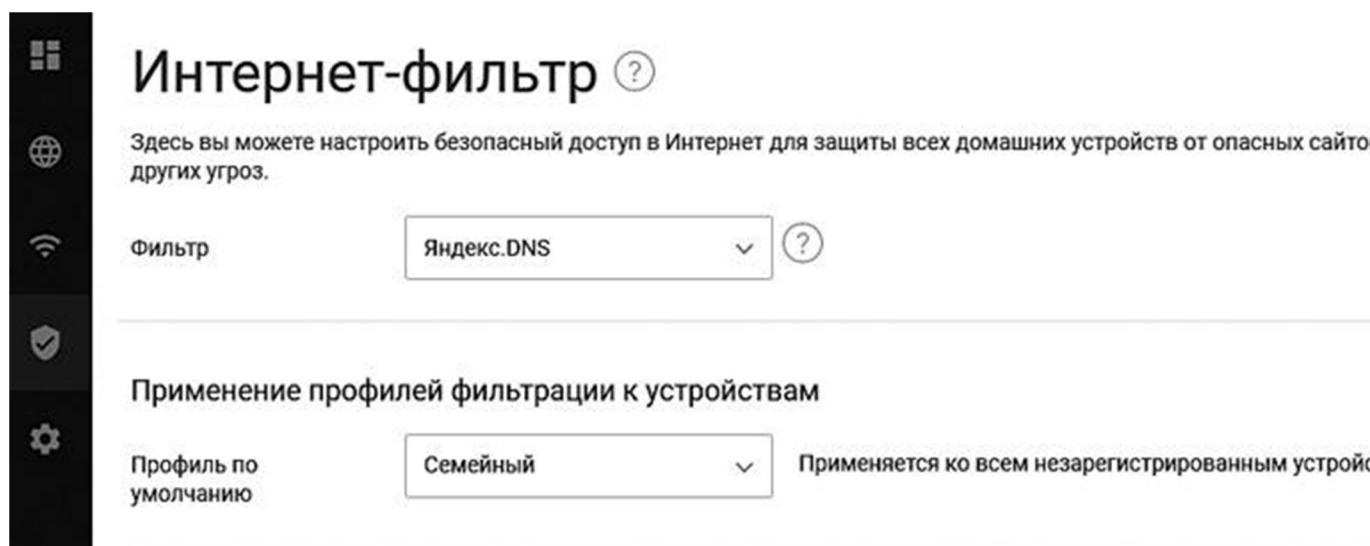 Интернет-фильтр ?
Здесь вы можете настроить безопасный доступ в Интернет для защиты всех домашних устройств от опасных сайто
других угроз.
Фильтр
Яндекс.DNS
?
Применение профилей фильтрации к устройствам
Профиль по
умолчанию
Семейный
Применяется ко всем незарегистрированным